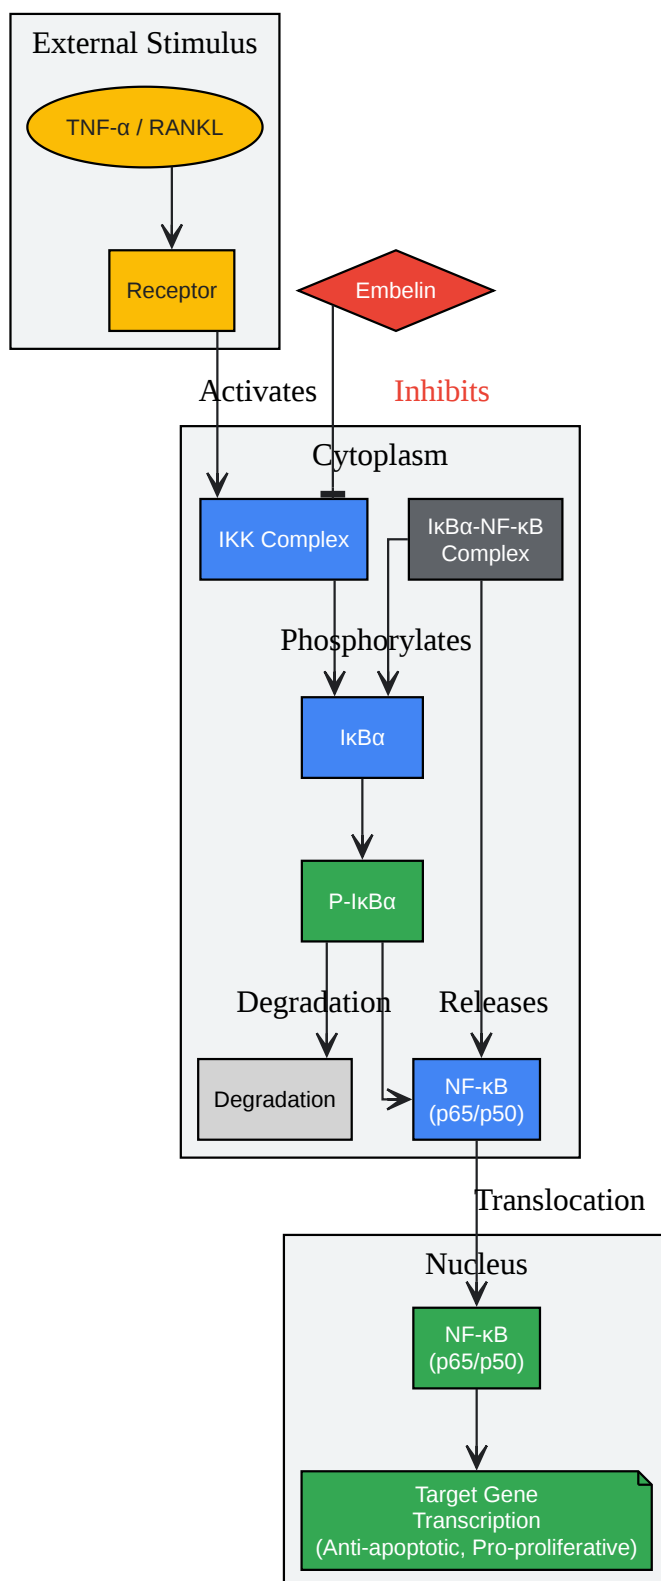 External Stimulus
TNF-α / RANKL
Receptor
Embelin
Activates
Inhibits
Cytoplasm
IKK Complex
IκBα-NF-κB
Complex
Phosphorylates
IκBα
P-IκBα
Degradation
Releases
Degradation
NF-κB
(p65/p50)
Translocation
Nucleus
NF-κB
(p65/p50)
Target Gene
Transcription
(Anti-apoptotic, Pro-proliferative)